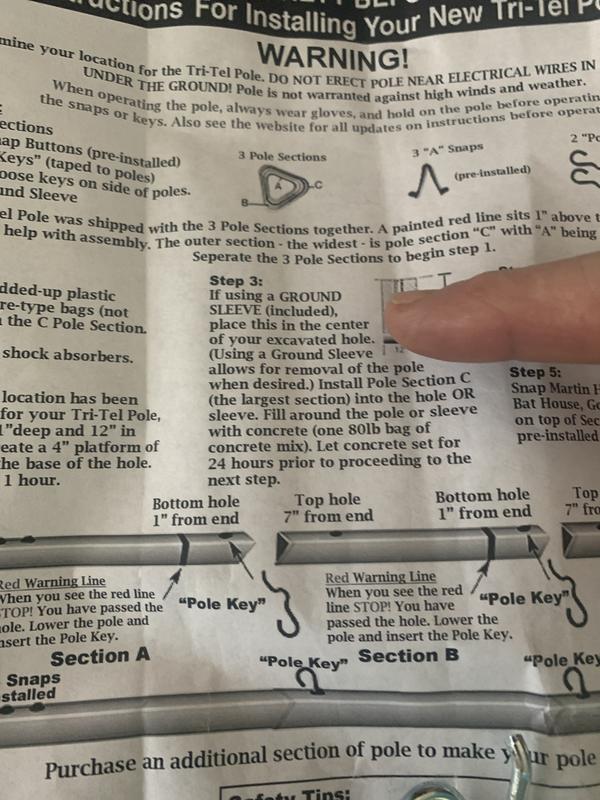 ructions For Installing Your New Tri-Tel P
WARNING!
mine your location for the Tri-Tel Pole. DO NOT ERECT POLE NEAR ELECTRICAL WIRES IN
UNDER THE GROUND! Pole is not warranted against high winds and weather.
When operating the pole, always wear gloves, and hold on the pole before operatin
the snaps or keys. Also see the website for all updates on instructions before operat
ections
ap Buttons (pre-installed)
Keys" (taped to poles)
oose keys on side of poles.
und Sleeve
3 Pole Sections
A
B
C
3 "A" Snaps
(pre-installed)
2 "Po
el Pole was shipped with the 3 Pole Sections together. A painted red line sits 1" above t
help with assembly. The outer section - the widest - is pole section "C" with "A" being
Seperate the 3 Pole Sections to begin step 1.
dded-up plastic
re-type bags (not
the C Pole Section.
shock absorbers.
location has been
for your Tri-Tel Pole,
1"deep and 12" in
eate a 4" platform of
he base of the hole.
1 hour.
Step 3:
If using a GROUND
SLEEVE (included),
place this in the center
of your excavated hole.
(Using a Ground Sleeve
allows for removal of the pole
when desired.) Install Pole Section C
(the largest section) into the hole OR
sleeve. Fill around the pole or sleeve
with concrete (one 80lb bag of
concrete mix). Let concrete set for
24 hours prior to proceeding to the
next step.
12
Step 5:
Snap Martin H
Bat House, Go
on top of Sec
pre-installed
Bottom hole
1" from end
Top hole
7" from end
Bottom hole
1" from end
Top
7" fro
Red Warning Line
When you see the red line
STOP! You have passed the
ole. Lower the pole and
nsert the Pole Key.
"Pole Key"
Red Warning Line
When you see the red
line STOP! You have
passed the hole. Lower the
pole and insert the Pole Key.
"Pole Key"
Section A
"Pole Key"
Section B
"Pole Key
Snaps
stalled
Purchase an additional section of pole to make y ur pole
Safety Tips: